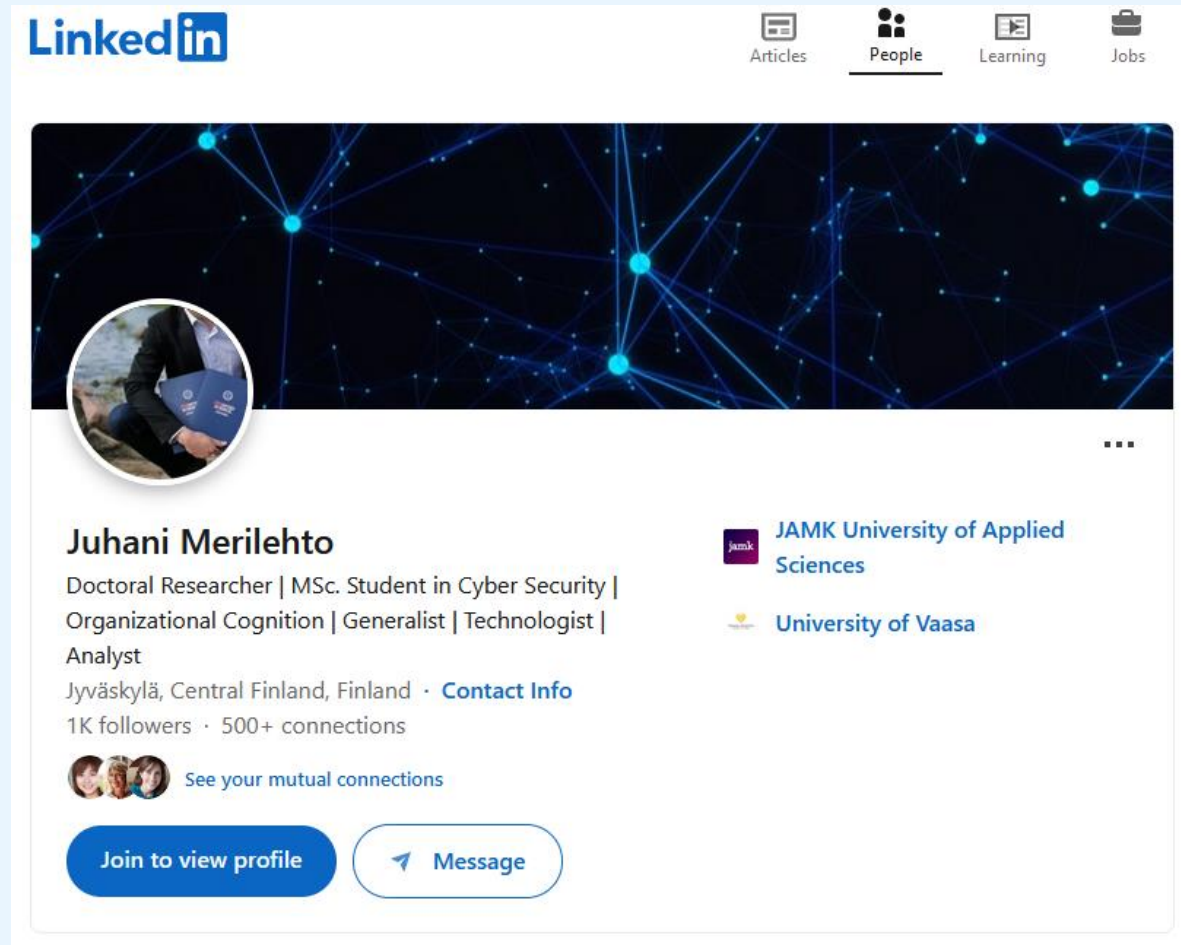 Linkedin
Articles
People
Learning
Jobs
Juhani Merilehto
Doctoral Researcher | MSc. Student in Cyber Security |
Organizational Cognition | Generalist | Technologist |
Analyst
Jyväskylä, Central Finland, Finland · Contact Info
1K followers · 500+ connections
See your mutual connections
Join to view profile
Message
jamk
JAMK University of Applied
Sciences
University of Vaasa